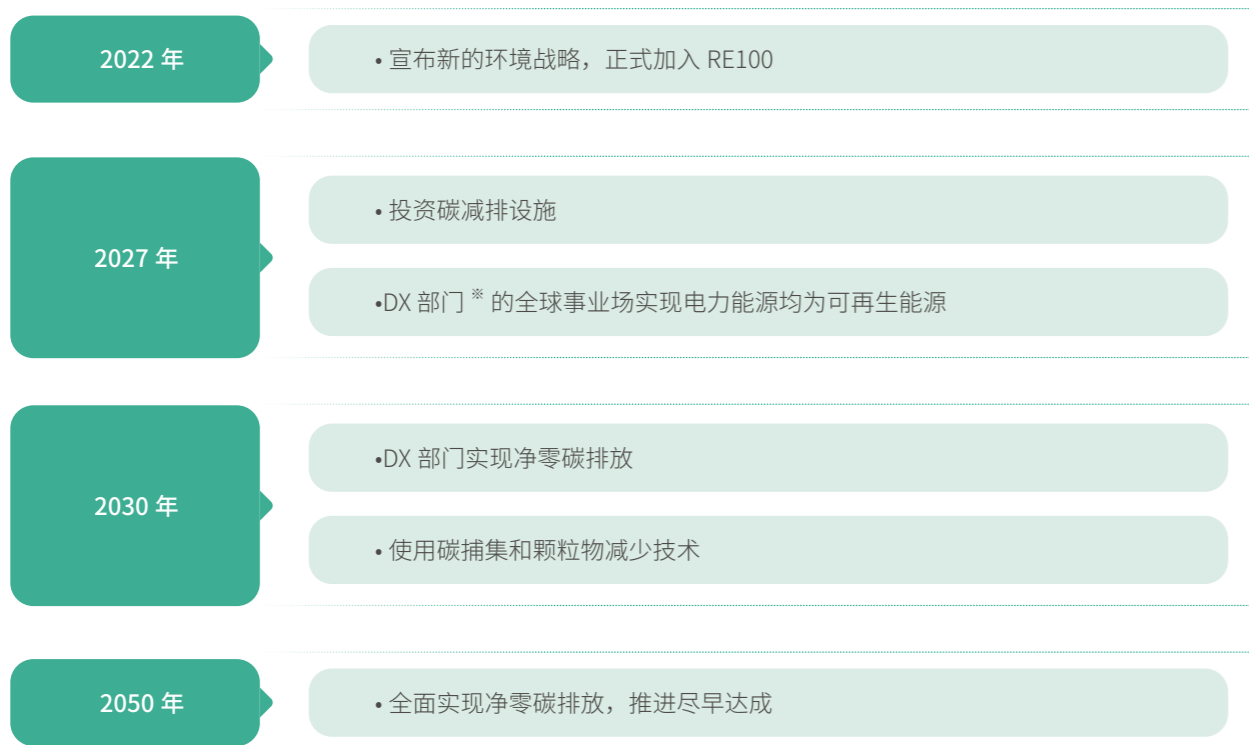 2022 年
• 宣布新的环境战略，正式加入 RE100
2027 年
• 投资碳减排设施
•DX 部门 ※ 的全球事业场实现电力能源均为可再生能源
2030 年
•DX 部门实现净零碳排放
• 使用碳捕集和颗粒物减少技术
2050 年
• 全面实现净零碳排放，推进尽早达成